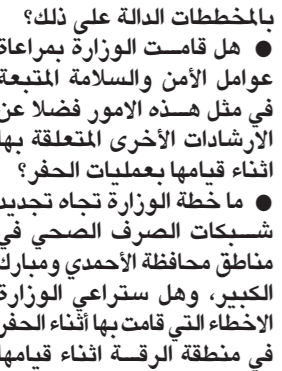 بالمخططات الدالة على ذلك؟
● هل قامت الوزارة بمراعاة
عوامل الأمن والسلامة المتبعة
في مثل هذه الامور فضلا عن
الارشادات الأخرى المتعلقة بها
اثناء قيامها بعمليات الحفر؟
● ما خطة الوزارة تجاه تجديد
شبكات الصرف الصحي في
مناطق محافظة الأحمدي ومبارك
الكبير، وهل ستراعي الوزارة
الاخطاء التي قامت بها أثناء الحفر
في منطقة الرقة اثناء قيامها